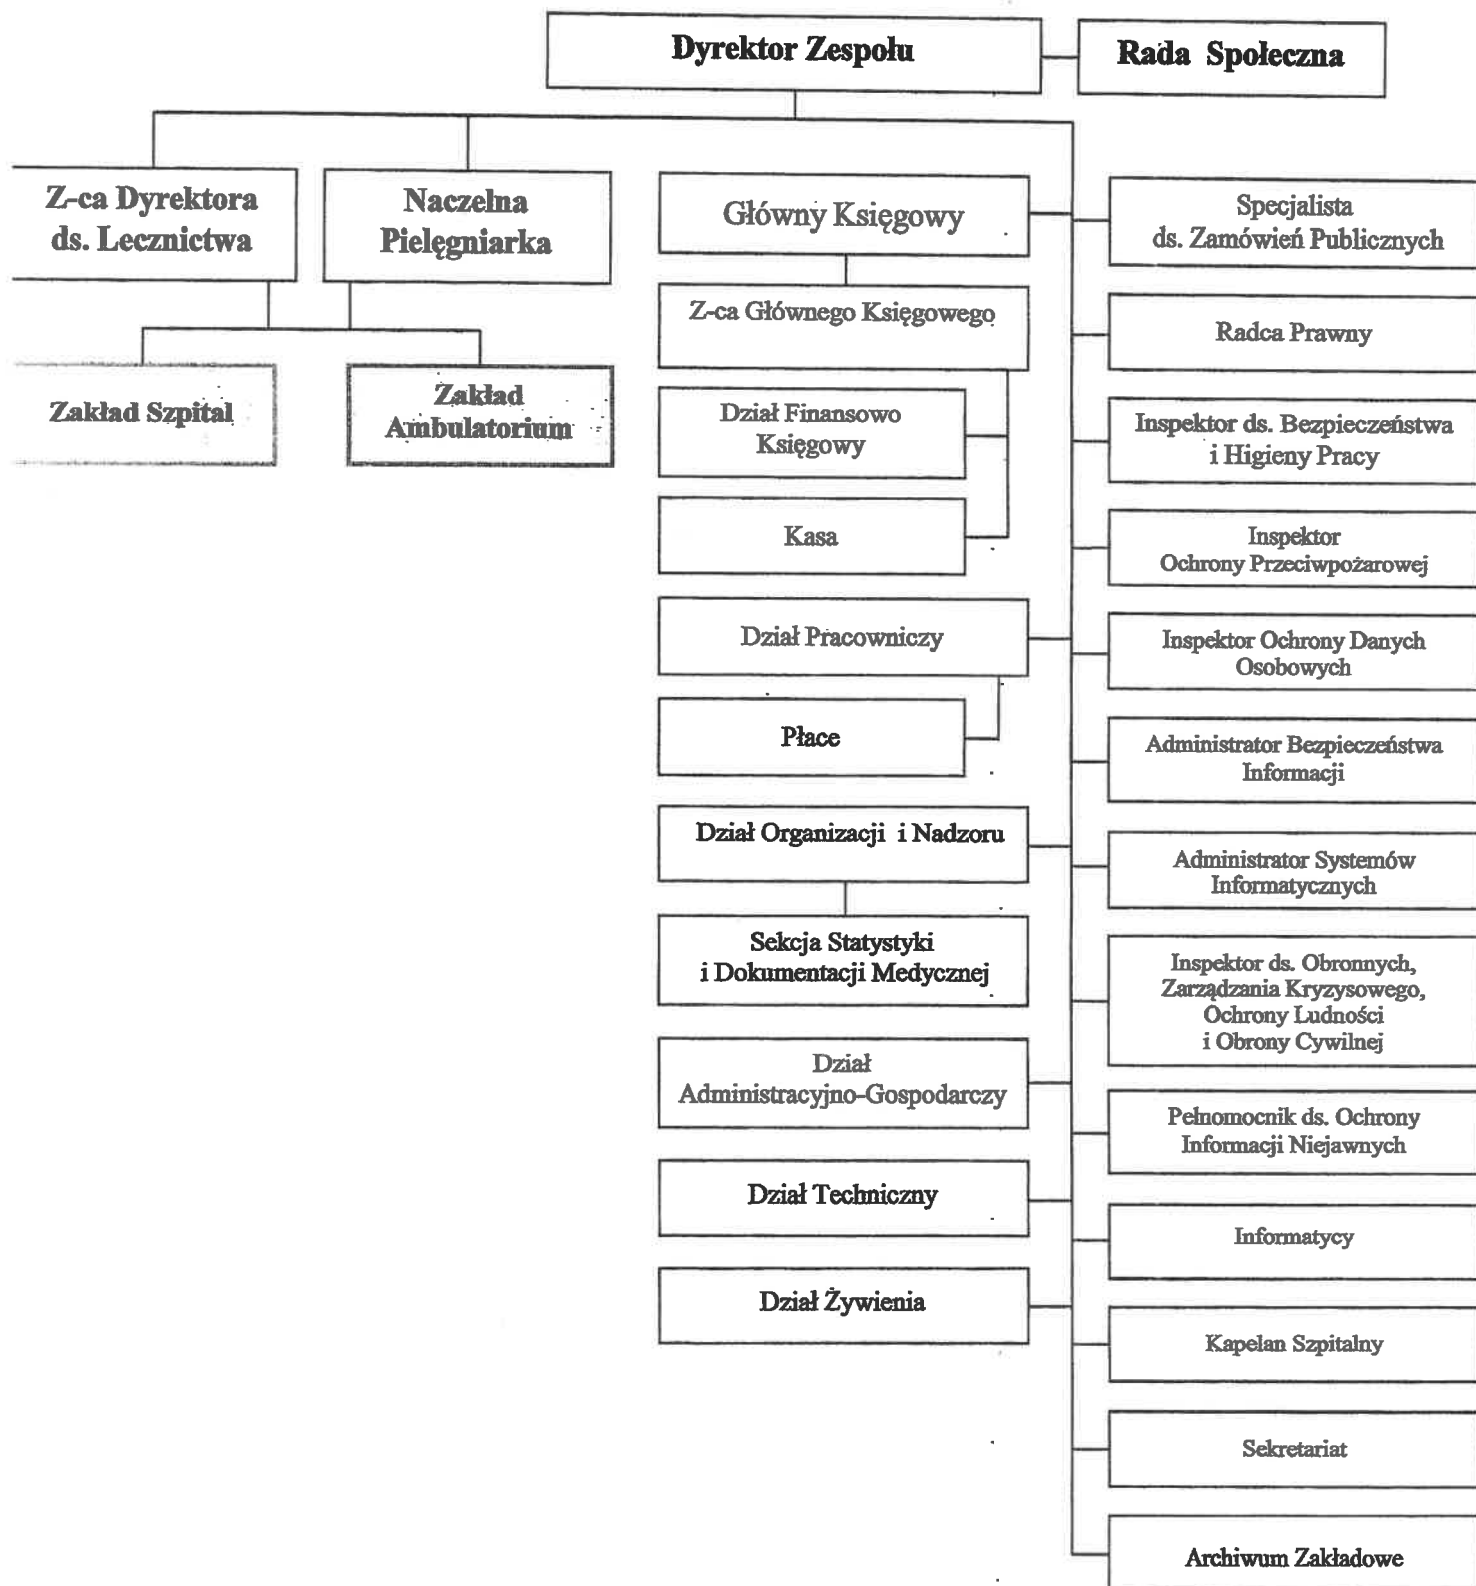 Dyrektor Zespołu
Rada Społeczna
Z-ca Dyrektora
ds. Lecznictwa
Naczelna
Pielęgniarka
Zakład Szpital
Zakład
Ambulatorium
Główny Księgowy
Z-ca Głównego Księgowego
Dział Finansowo
Księgowy
Kasa
Dział Pracowniczy
Płace
Dział Organizacji i Nadzoru
Sekcja Statystyki
i Dokumentacji Medycznej
Dział
Administracyjno-Gospodarczy
Dział Techniczny
Dział Żywienia
Specjalista
ds. Zamówień Publicznych
Radca Prawny
Inspektor ds. Bezpieczeństwa
i Higieny Pracy
Inspektor
Ochrony Przeciwpożarowej
Inspektor Ochrony Danych
Osobowych
Administrator Bezpieczeństwa
Informacji
Administrator Systemów
Informatycznych
Inspektor ds. Obronnych,
Zarządzania Kryzysowego,
Ochrony Ludności
i Obrony Cywilnej
Pełnomocnik ds. Ochrony
Informacji Niejawnych
Informatycy
Kapelan Szpitalny
Sekretariat
Archiwum Zakładowe